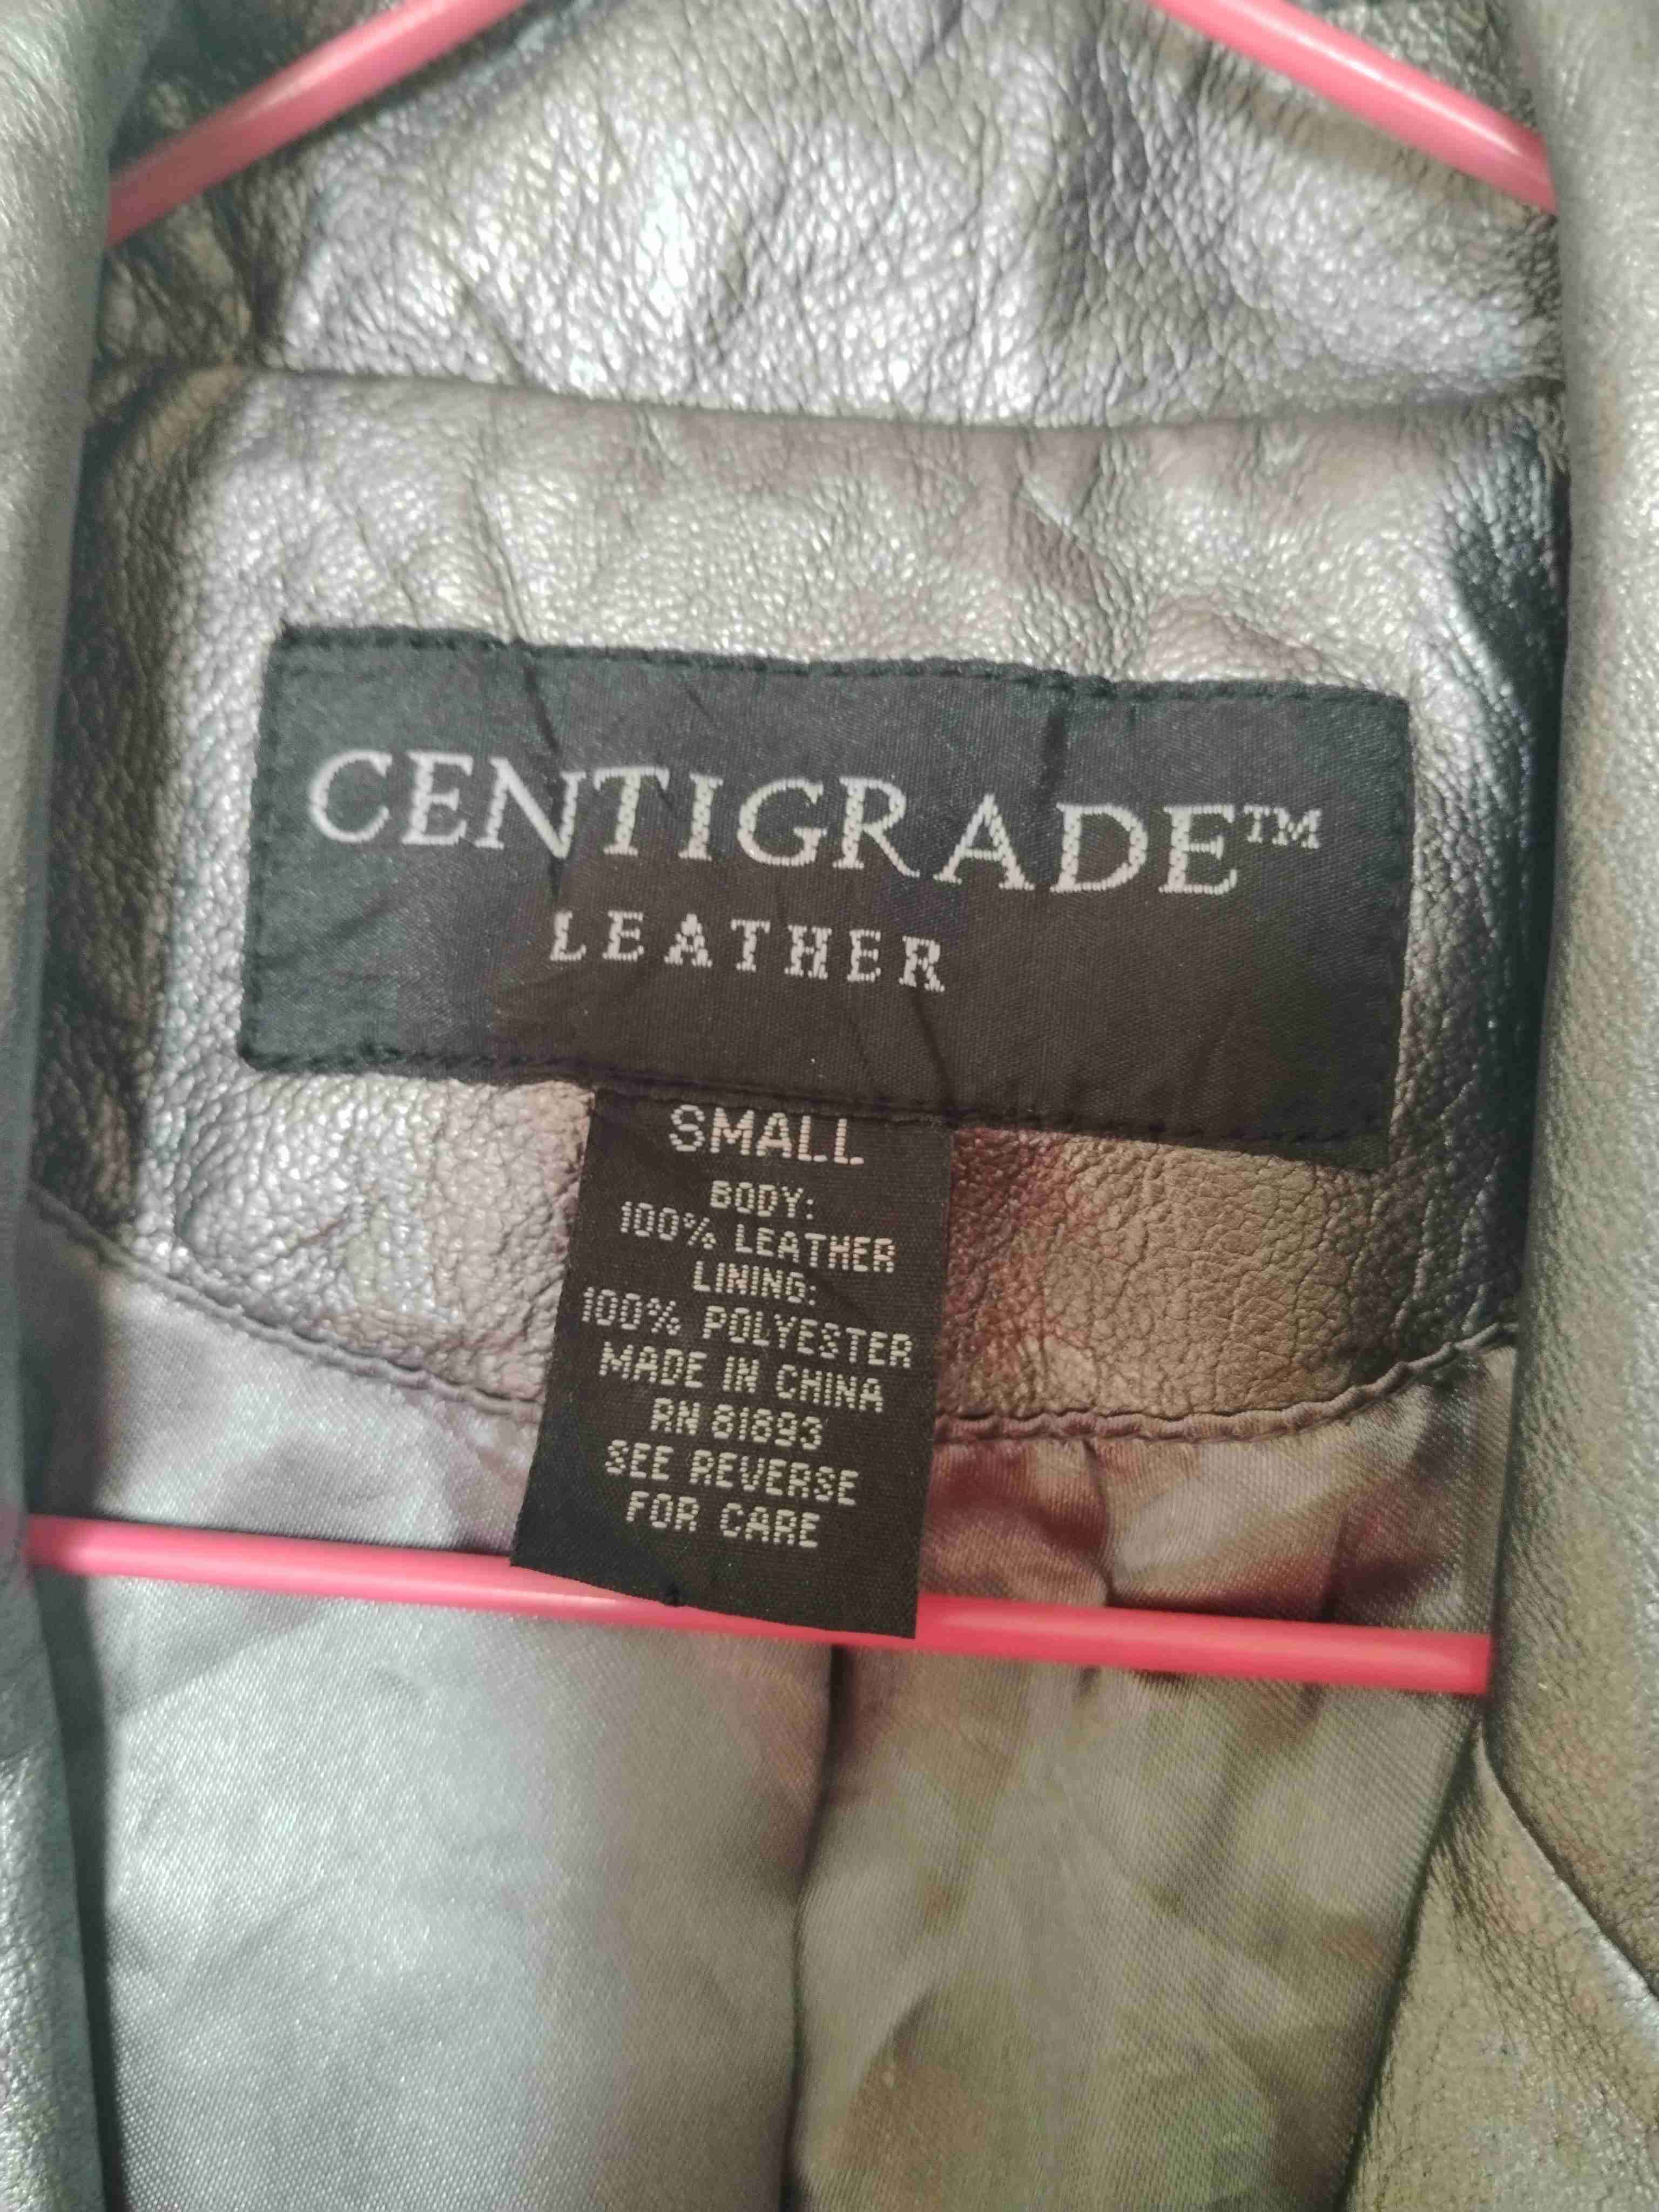 CENTIGRADE™
LEATHER
SMALL
BODY:
100% LEATHER
LINING:
100% POLYESTER
MADE IN CHINA
RN 81893
SEE REVERSE
FOR CARE